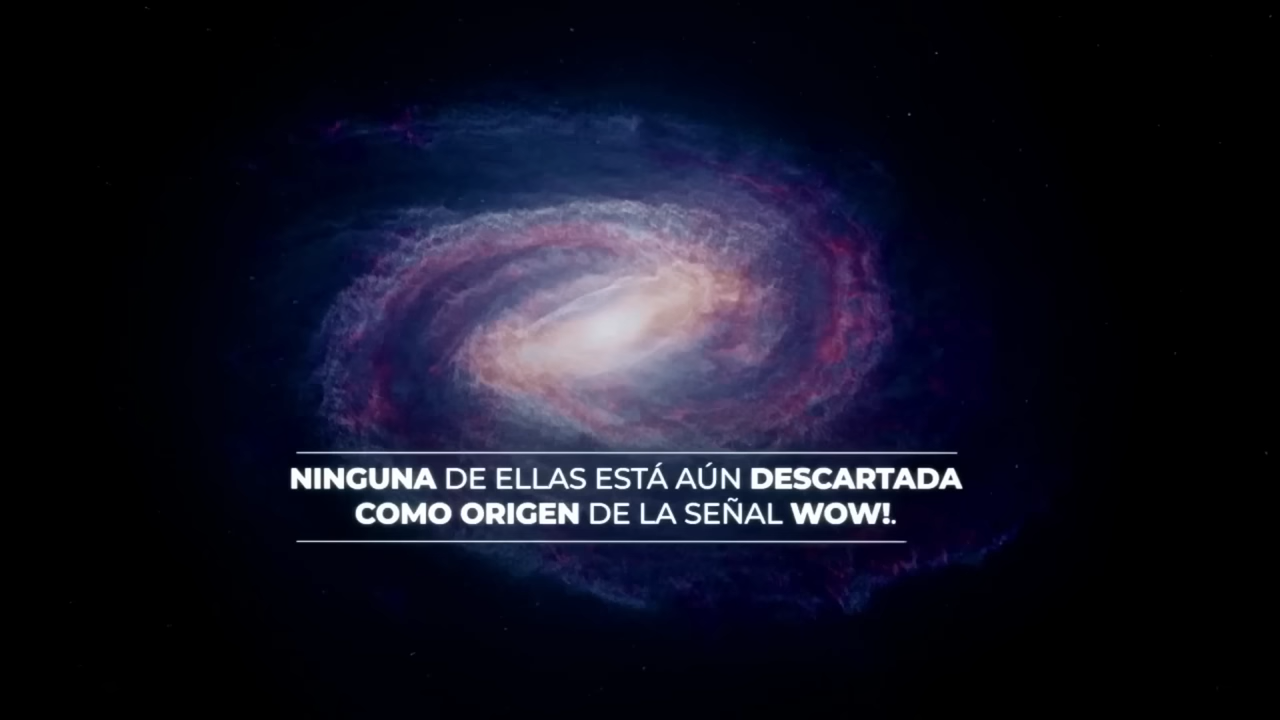 NINGUNA DE ELLAS ESTÁ AÚN DESCARTADA
COMO ORIGEN DE LA SEÑAL WOW!.